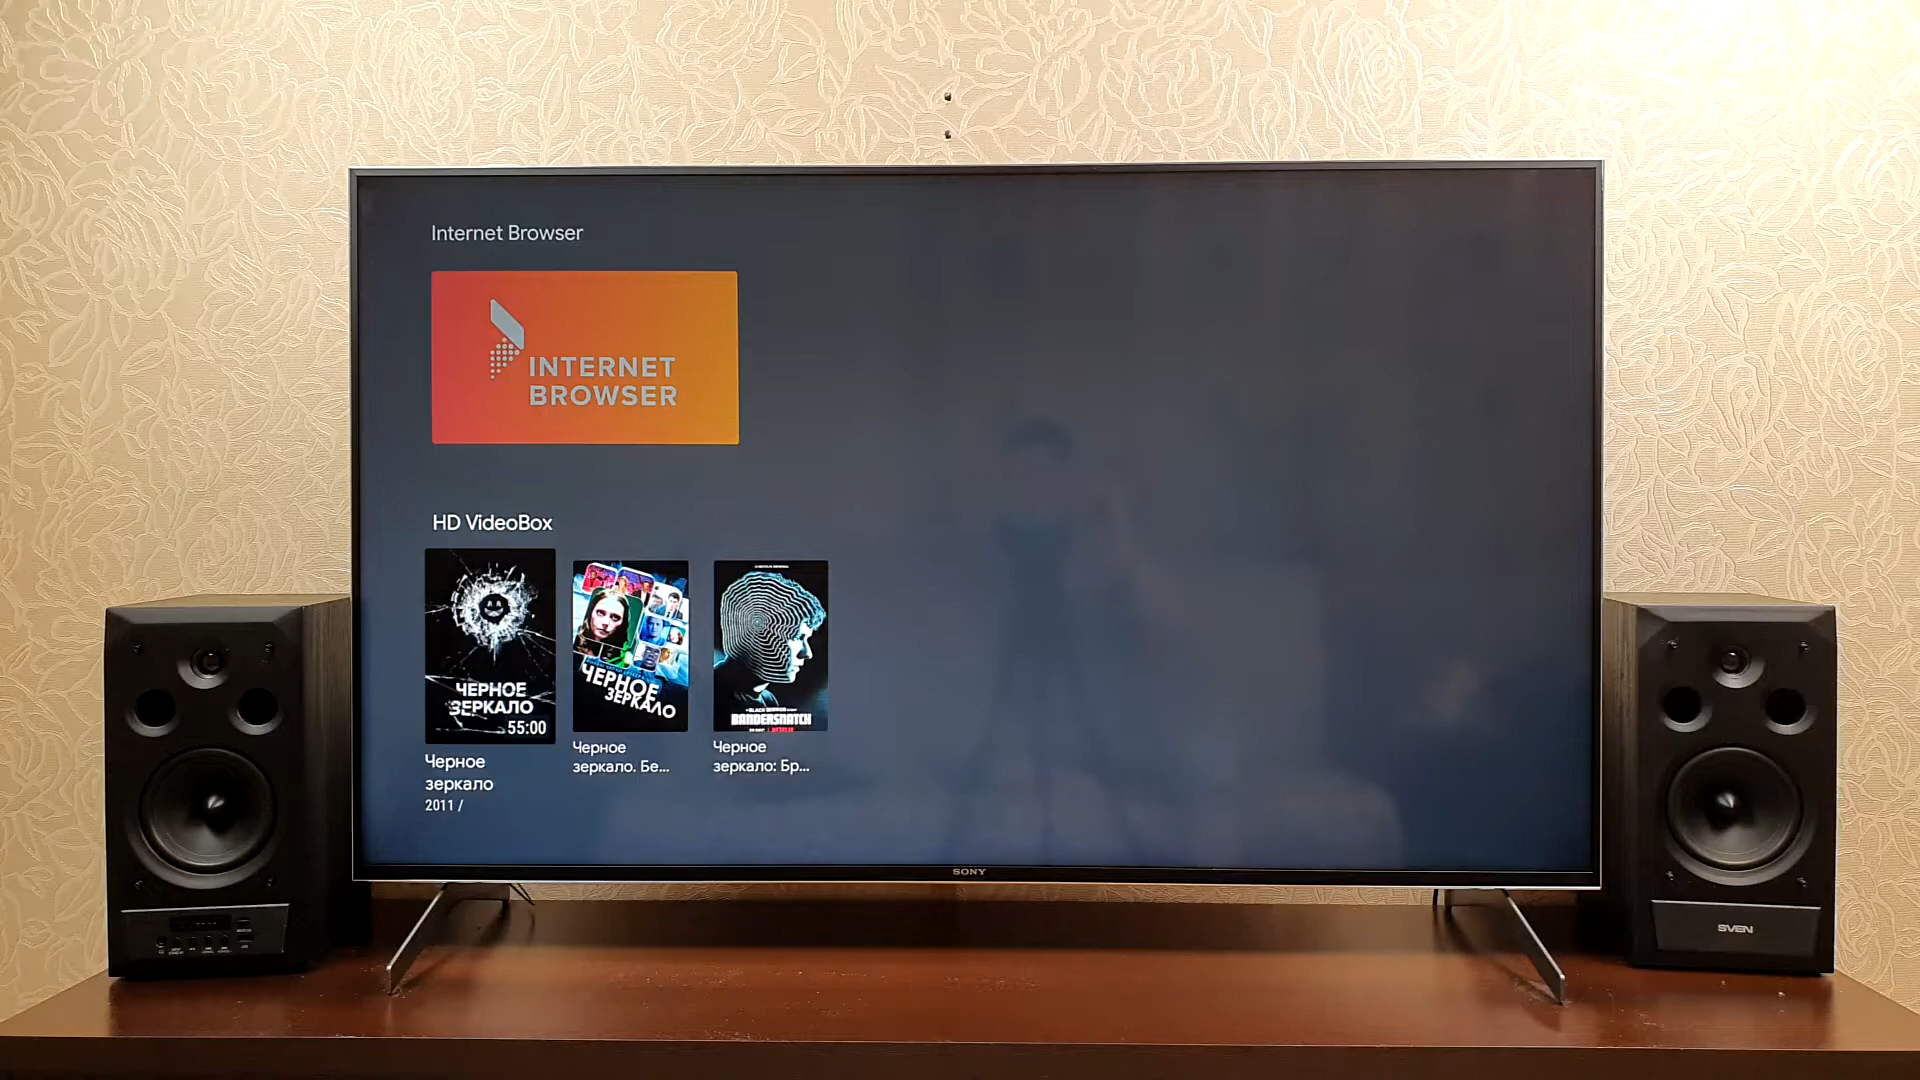 Internet Browser
INTERNET
BROWSER
HD VideoBox
ЧЕРНОЕ
ЗЕРКАЛО
55:00
ЧЕРНОЕ
ЗЕРКАЛО
BANDERSNATCH
Черное
зеркало
2011 /
Черное
зеркало. Бе...
Черное
зеркало: Бр...
SONY
SVEN